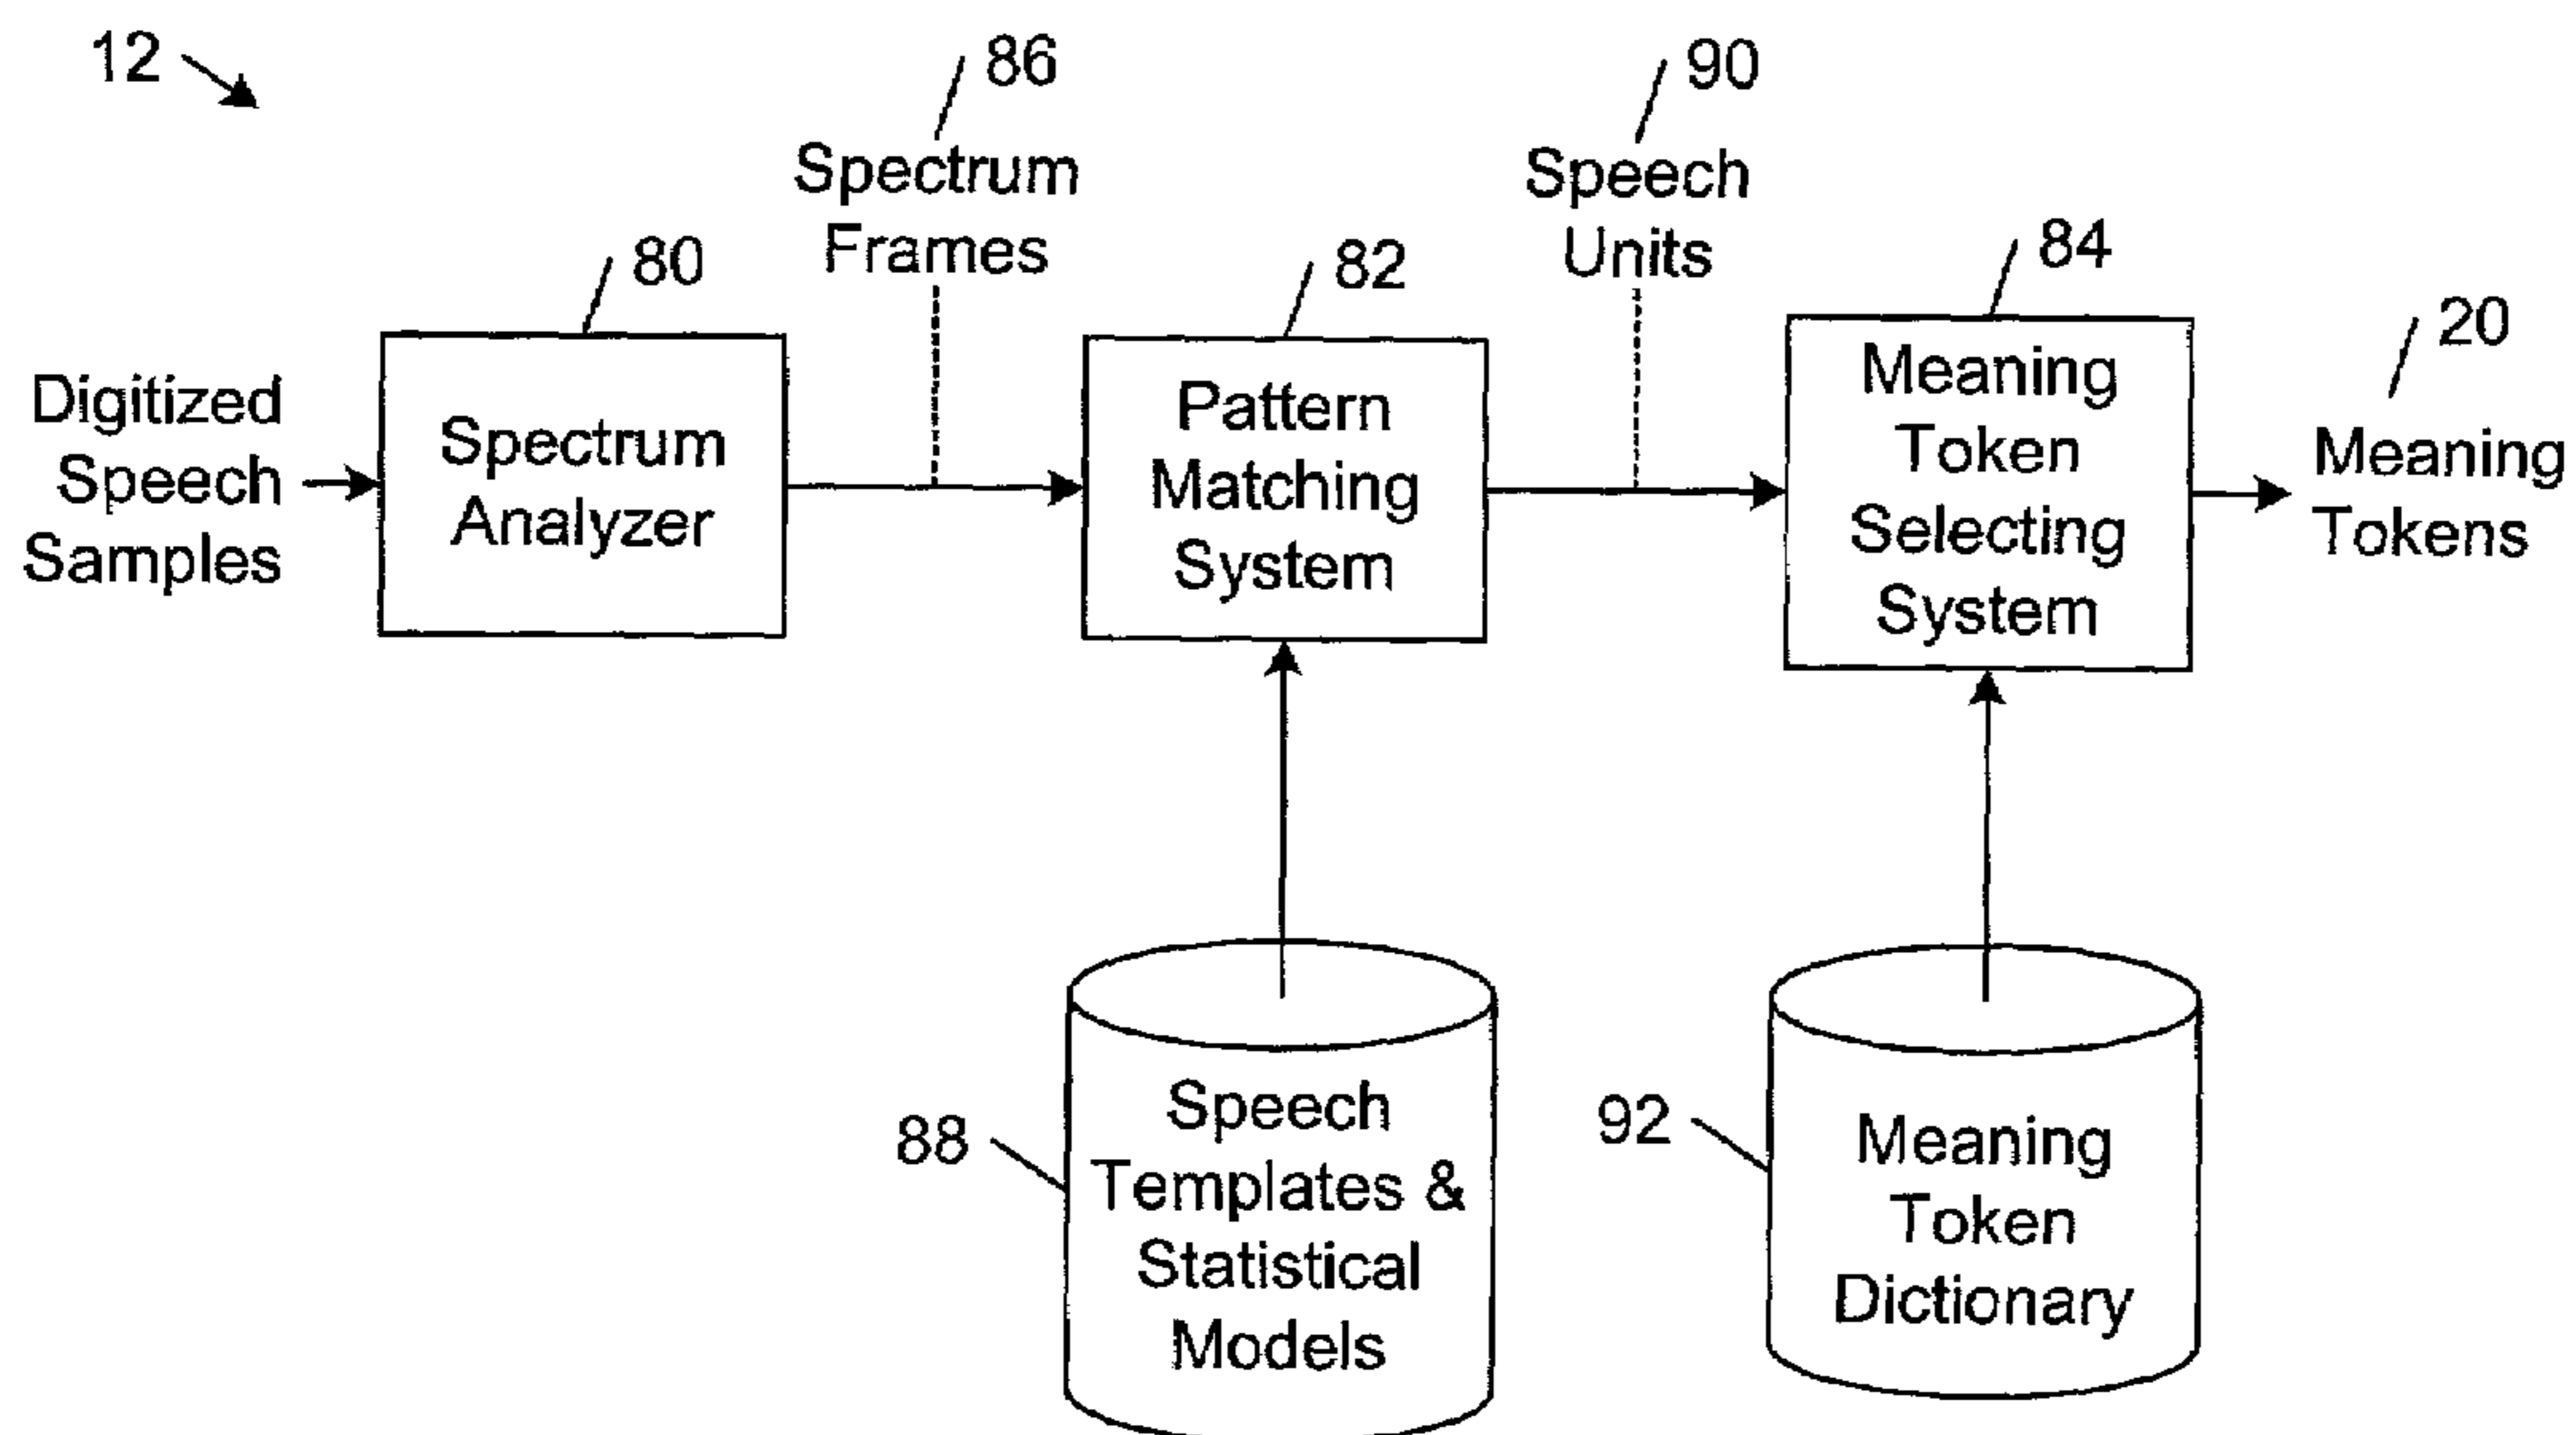 12
86
Spectrum
Frames
90
Speech
Units
80
82
84
20
Digitized
Speech
Samples
Spectrum
Analyzer
Pattern
Matching
System
Meaning
Token
Selecting
System
Meaning
Tokens
88
Speech
Templates &
Statistical
Models
92
Meaning
Token
Dictionary